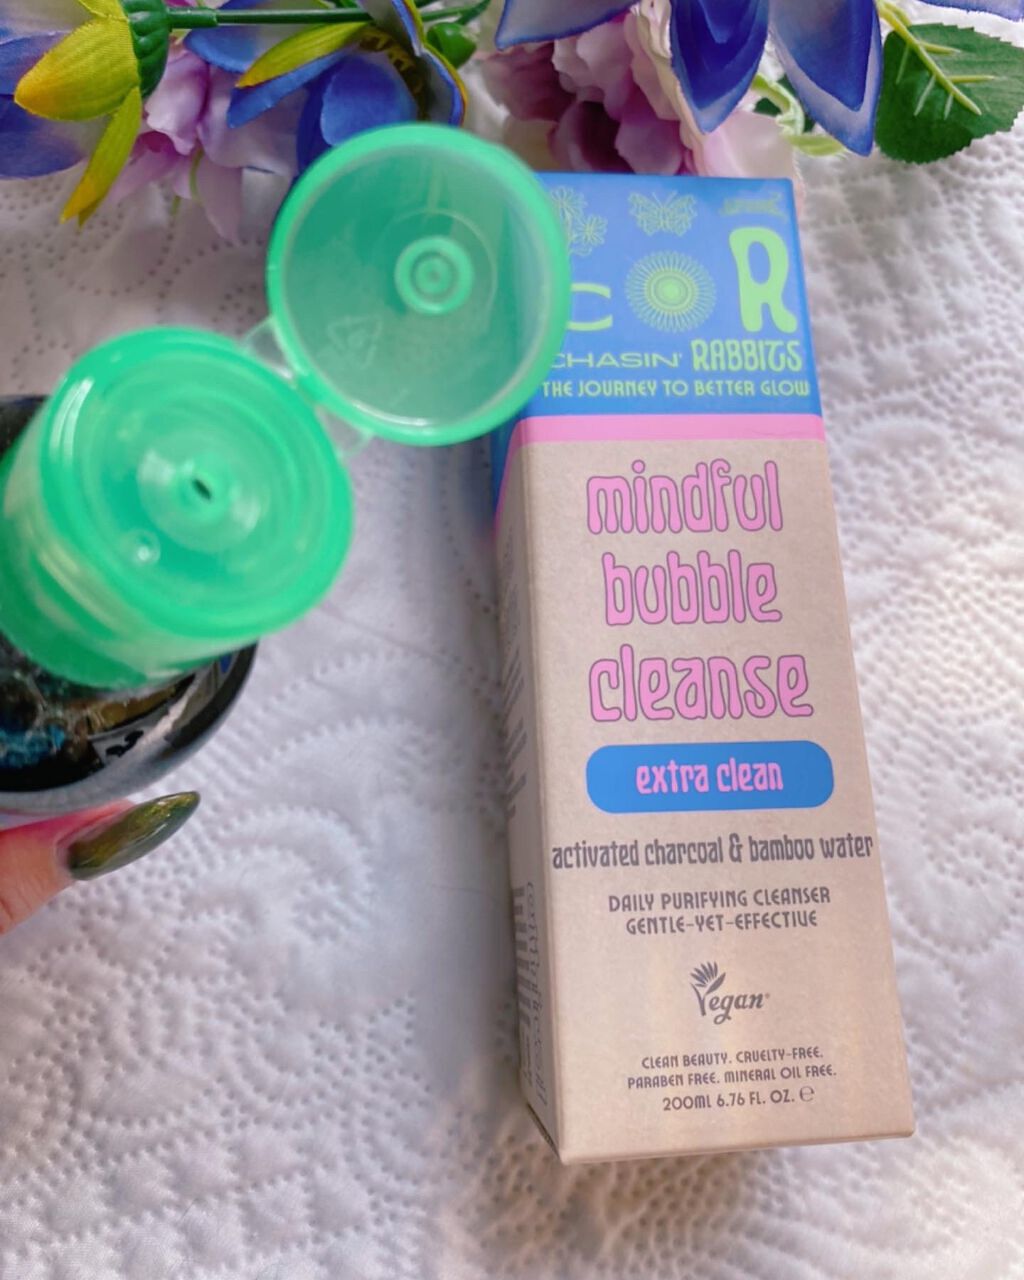 C R
CHASIN' RABBITS
THE JOURNEY TO BETTER GLOW
mindful
bubble
cleanse
extra clean
activated charcoal & bamboo water
DAILY PURIFYING CLEANSER
GENTLE-YET-EFFECTIVE
Vegan
CLEAN BEAUTY. CRUELTY-FREE.
PARABEN FREE. MINERAL OIL FREE.
200ML 6.76 FL. OZ. ℮